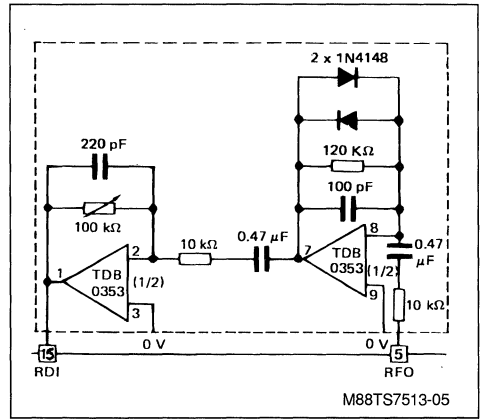 2 x 1N4148
220 pF
120 KΩ
100 pF
100 kΩ
10 kΩ
0.47 μF
7
8
0.47
μF
1
2
TDB
0353
(1/2)
3
TDB
0353
(1/2)
9
10 kΩ
0 V
0 V
15
5
RDI
RFO
M88TS7513-05